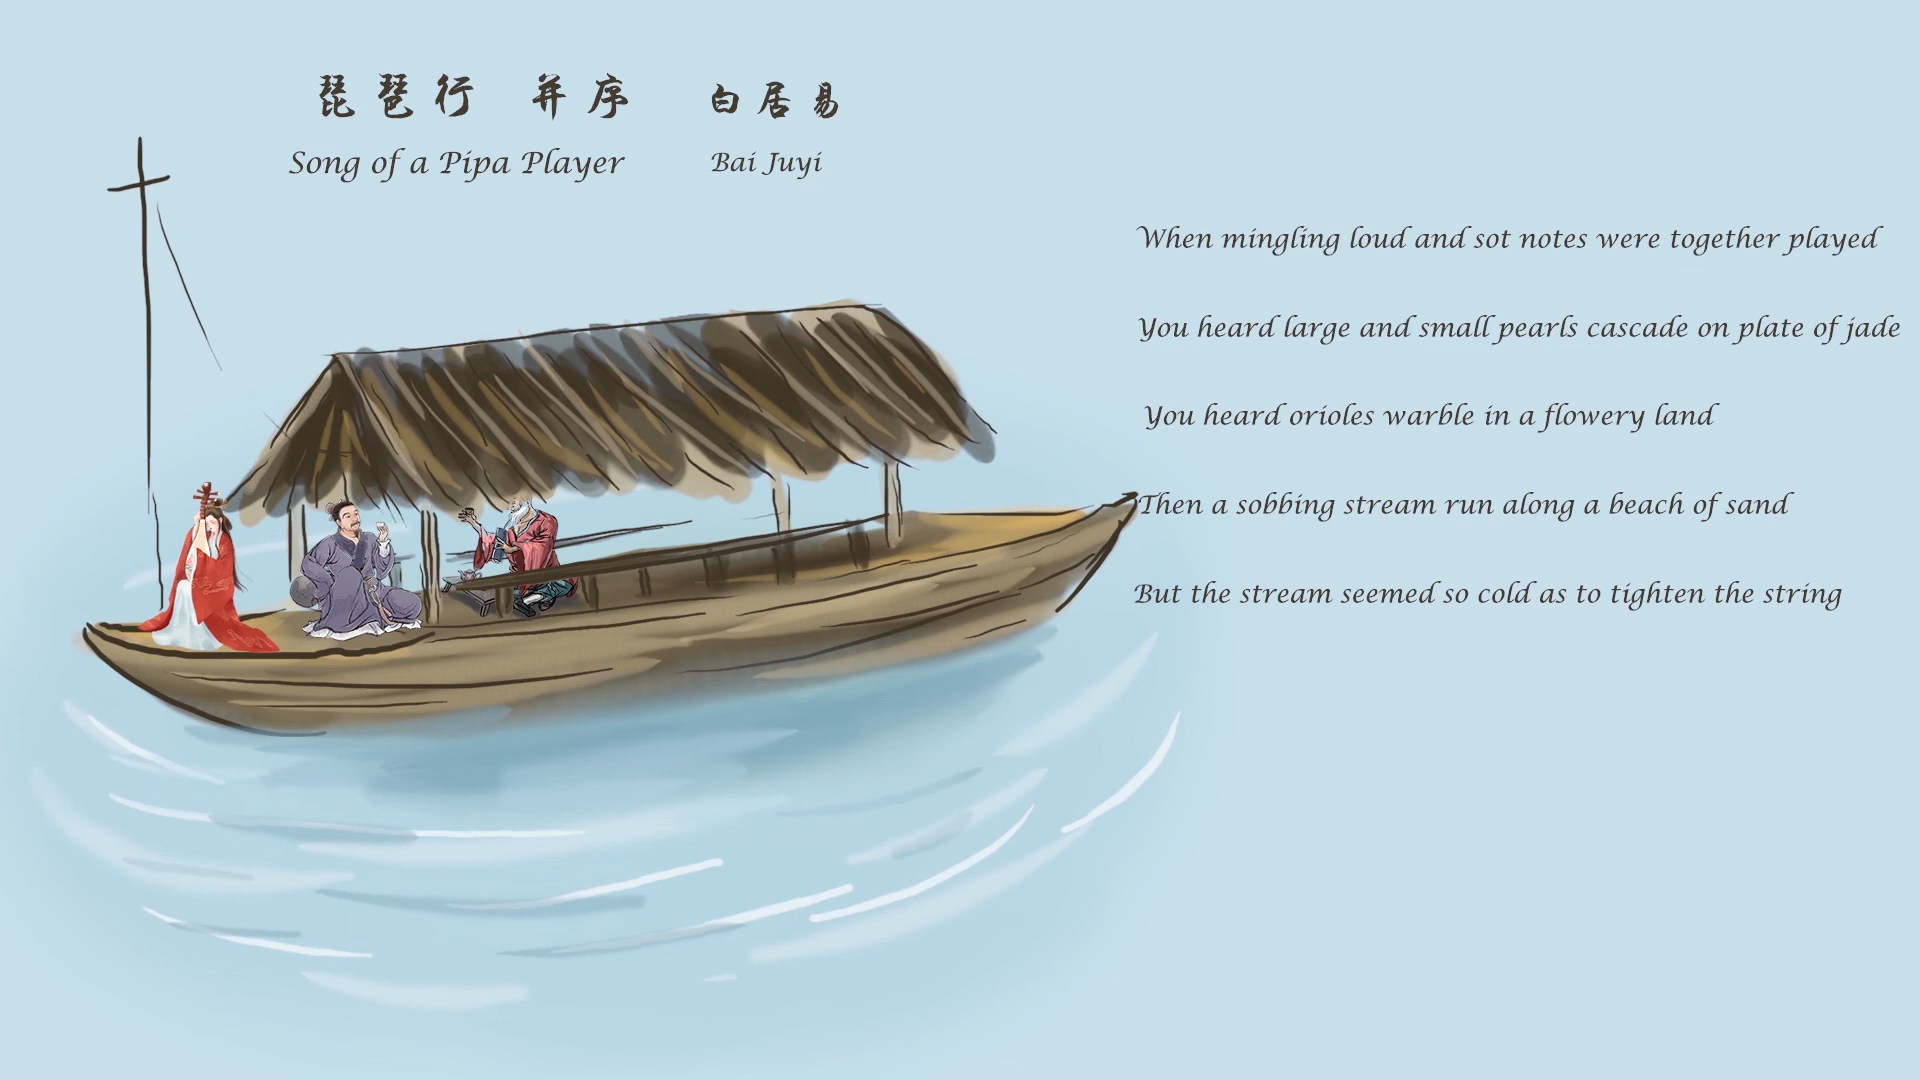 琵琶行 并序 白居易
Song of a Pipa Player Bai Juyi
When mingling loud and sot notes were together played
You heard large and small pearls cascade on plate of jade
You heard orioles warble in a flowery land
Then a sobbing stream run along a beach of sand
But the stream seemed so cold as to tighten the string